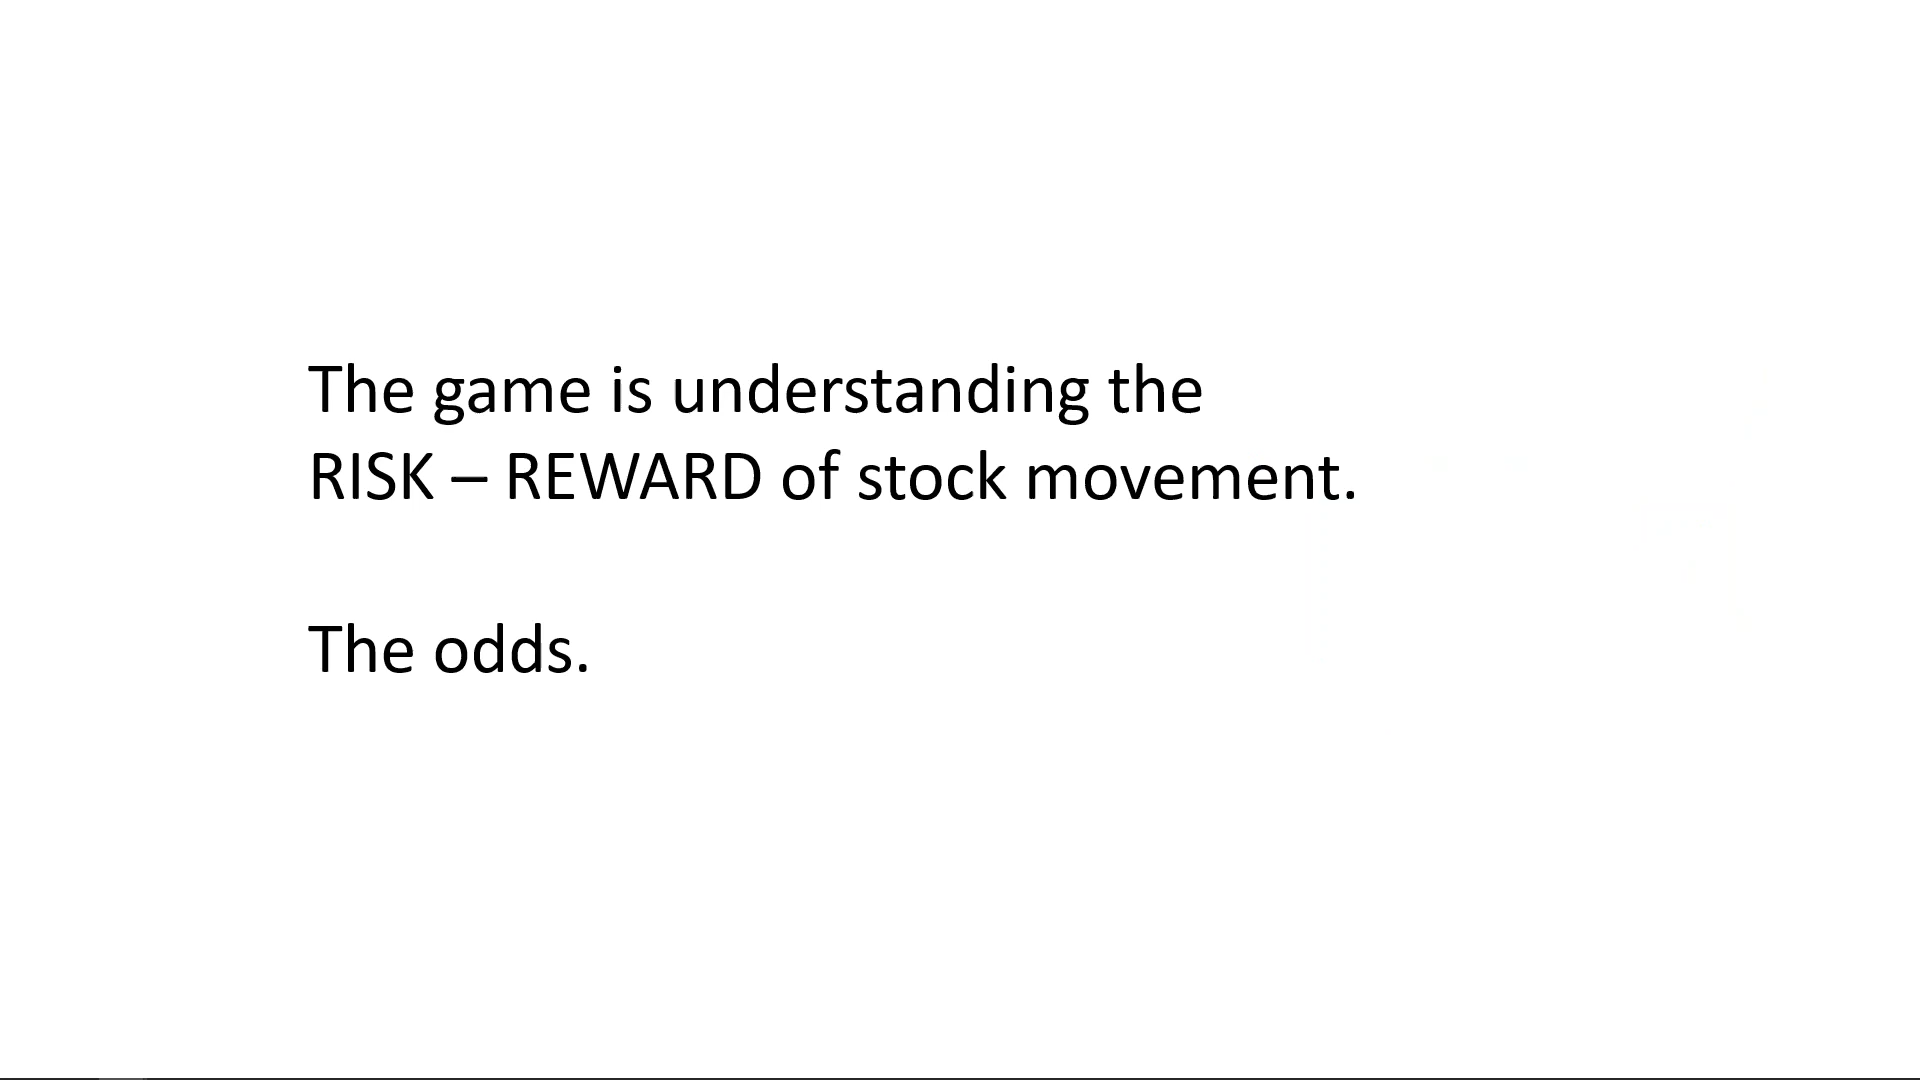 The game is understanding the
RISK – REWARD of stock movement.
The odds.